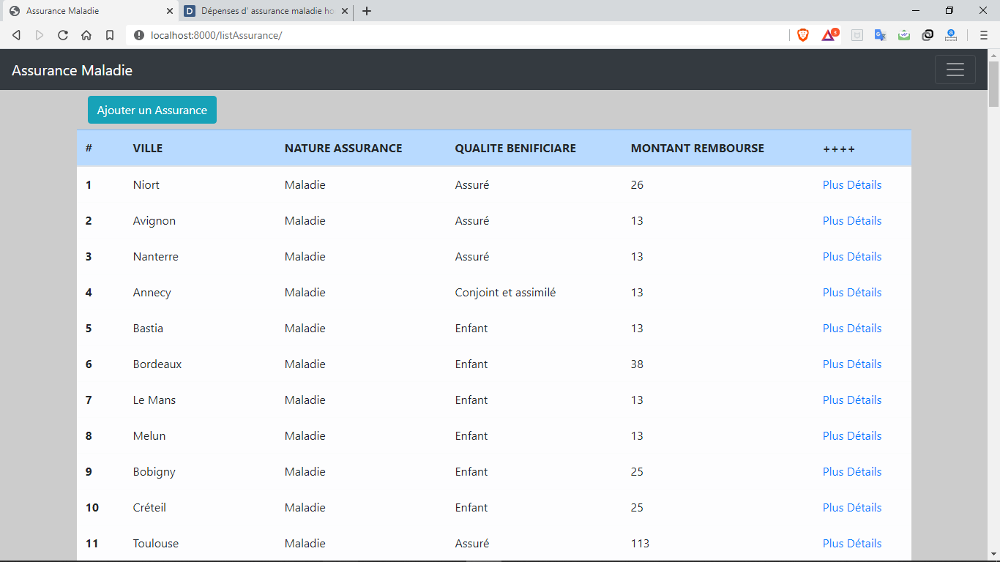 Assurance Maladie
Dépenses d' assurance maladie ho
localhost:8000/listAssurance/
3
Assurance Maladie
Ajouter un Assurance
# VILLE NATURE ASSURANCE QUALITE BENIFICIARE MONTANT REMBOURSE ++++
1 Niort Maladie Assuré 26 Plus Détails
2 Avignon Maladie Assuré 13 Plus Détails
3 Nanterre Maladie Assuré 13 Plus Détails
4 Annecy Maladie Conjoint et assimilé 13 Plus Détails
5 Bastia Maladie Enfant 13 Plus Détails
6 Bordeaux Maladie Enfant 38 Plus Détails
7 Le Mans Maladie Enfant 13 Plus Détails
8 Melun Maladie Enfant 13 Plus Détails
9 Bobigny Maladie Enfant 25 Plus Détails
10 Créteil Maladie Enfant 25 Plus Détails
11 Toulouse Maladie Assuré 113 Plus Détails